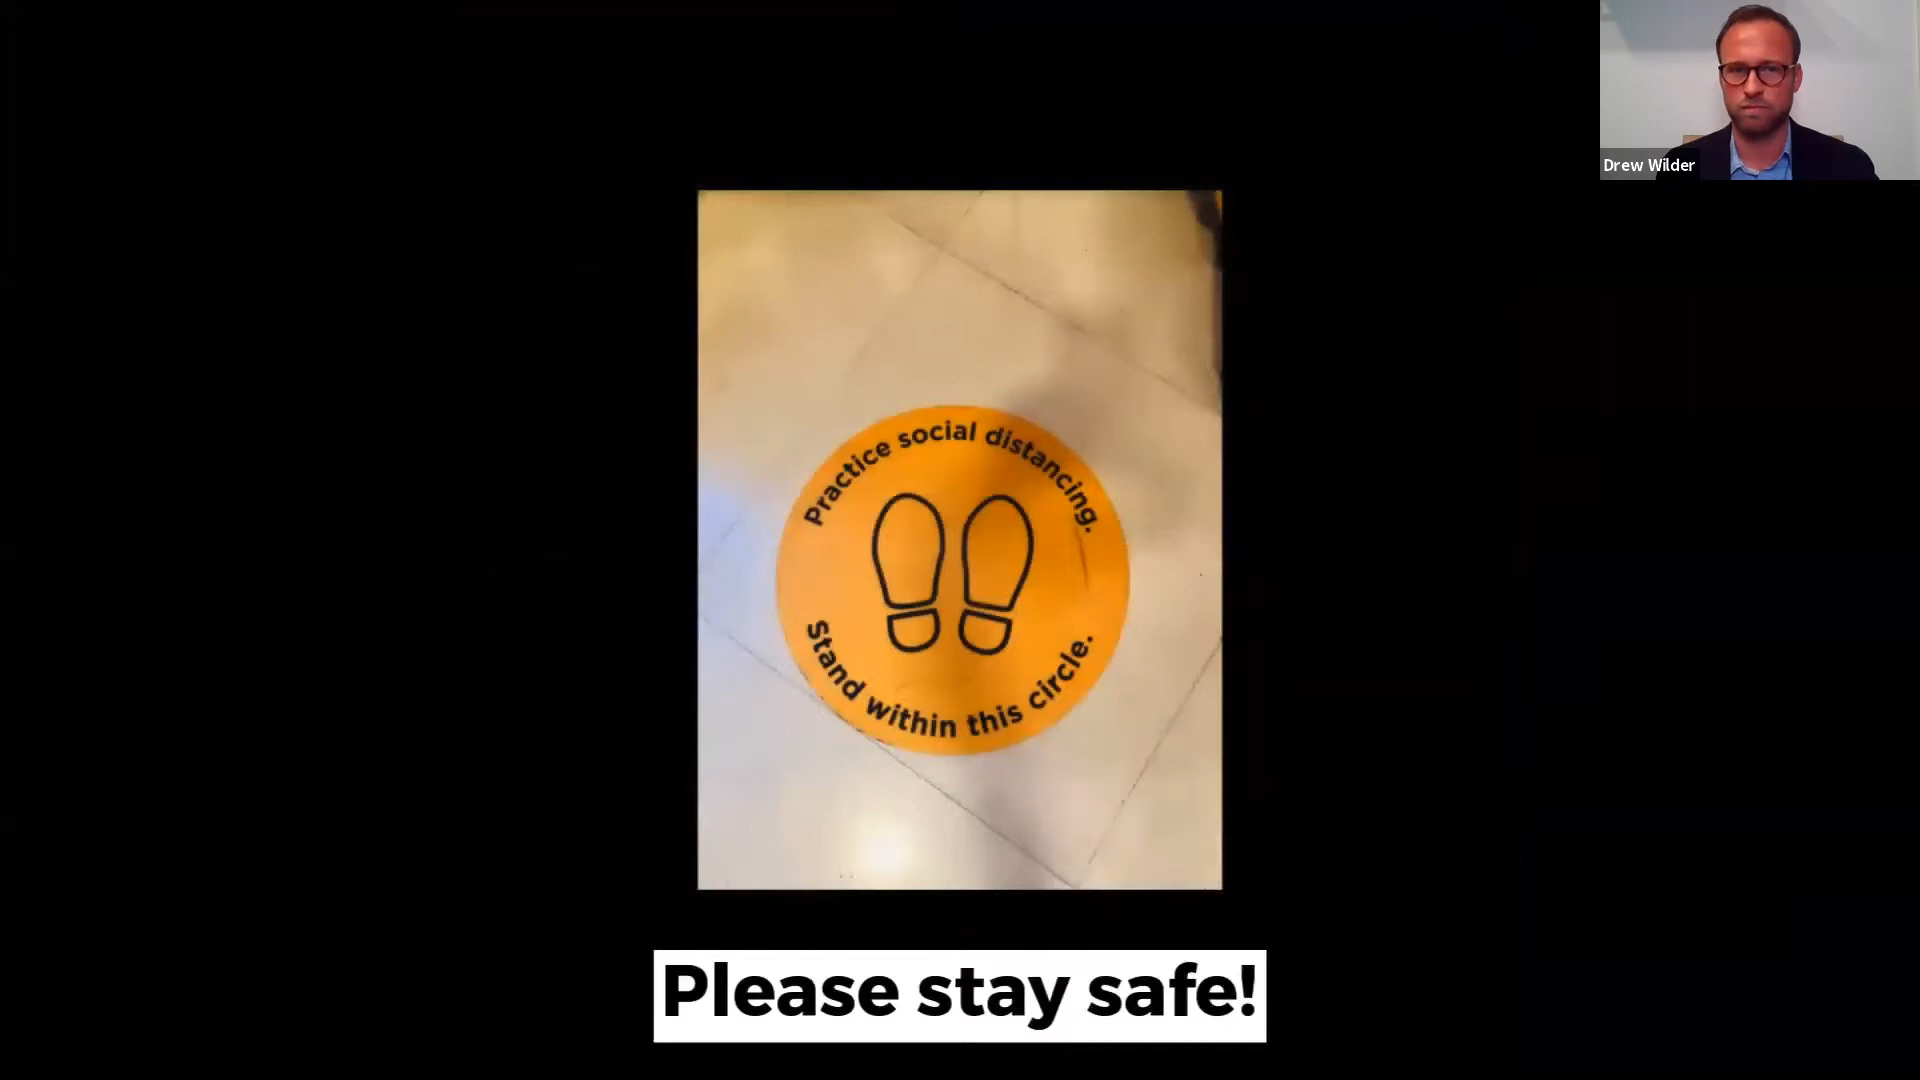 Drew Wilder
Practice social distancing.
Stand within this circle.
Please stay safe!